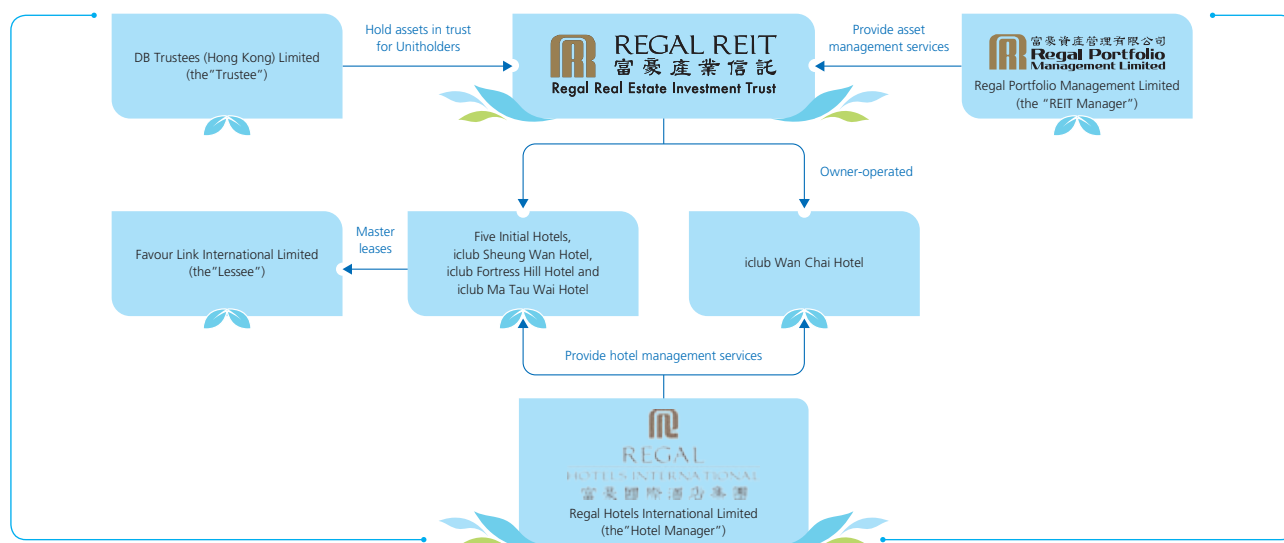 DB Trustees (Hong Kong) Limited
(the"Trustee")
Hold assets in trust
for Unitholders
REGAL REIT
富豪產業信託
Regal Real Estate Investment Trust
Provide asset
management services
富豪資產管理有限公司
Regal Portfolio
Management Limited
Regal Portfolio Management Limited
(the "REIT Manager")
Owner-operated
Favour Link International Limited
(the"Lessee")
Master
leases
Five Initial Hotels,
iclub Sheung Wan Hotel,
iclub Fortress Hill Hotel and
iclub Ma Tau Wai Hotel
iclub Wan Chai Hotel
Provide hotel management services
REGAL
HOTELS INTERNATIONAL
富豪國際酒店集團
Regal Hotels International Limited
(the"Hotel Manager")